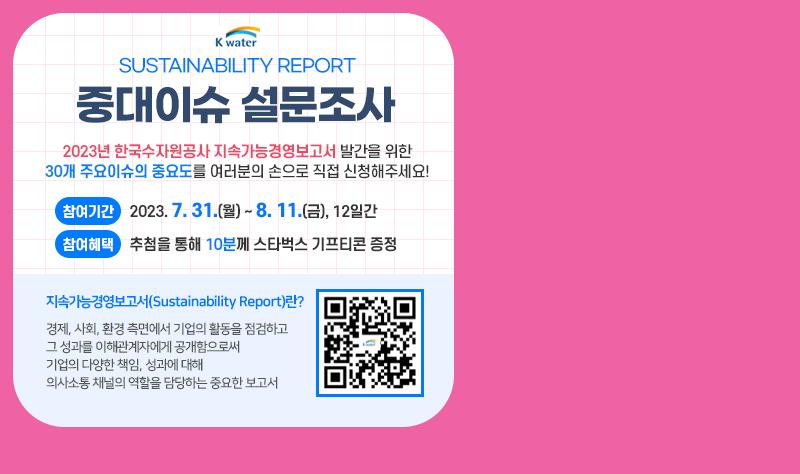 K water
SUSTAINABILITY REPORT
중대이슈 설문조사
2023년 한국수자원공사 지속가능경영보고서 발간을 위한
30개 주요이슈의 중요도를 여러분의 손으로 직접 신청해주세요!
참여기간 2023. 7. 31.(월) ~ 8. 11.(금), 12일간
참여혜택 추첨을 통해 10분께 스타벅스 기프티콘 증정
지속가능경영보고서(Sustainability Report)란?
경제, 사회, 환경 측면에서 기업의 활동을 점검하고
그 성과를 이해관계자에게 공개함으로써
기업의 다양한 책임, 성과에 대해
의사소통 채널의 역할을 담당하는 중요한 보고서
K water